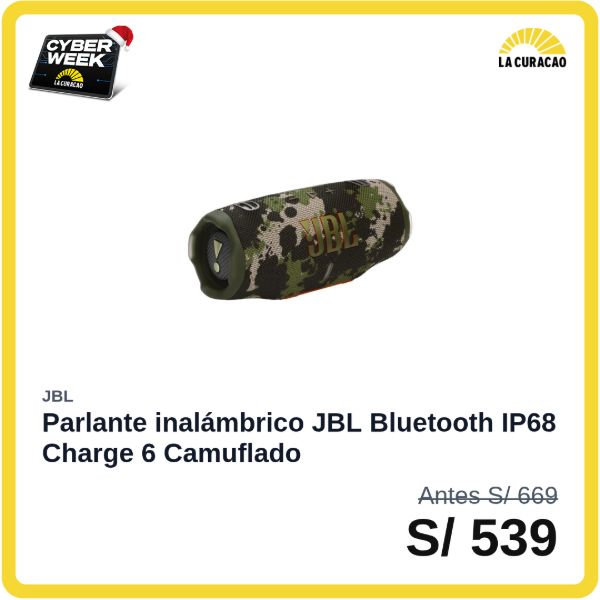 CYBER
WEEK
LA CURACAO
LA CURACAO
JBL
JBL
Parlante inalámbrico JBL Bluetooth IP68
Charge 6 Camuflado
Antes S/ 669
S/ 539